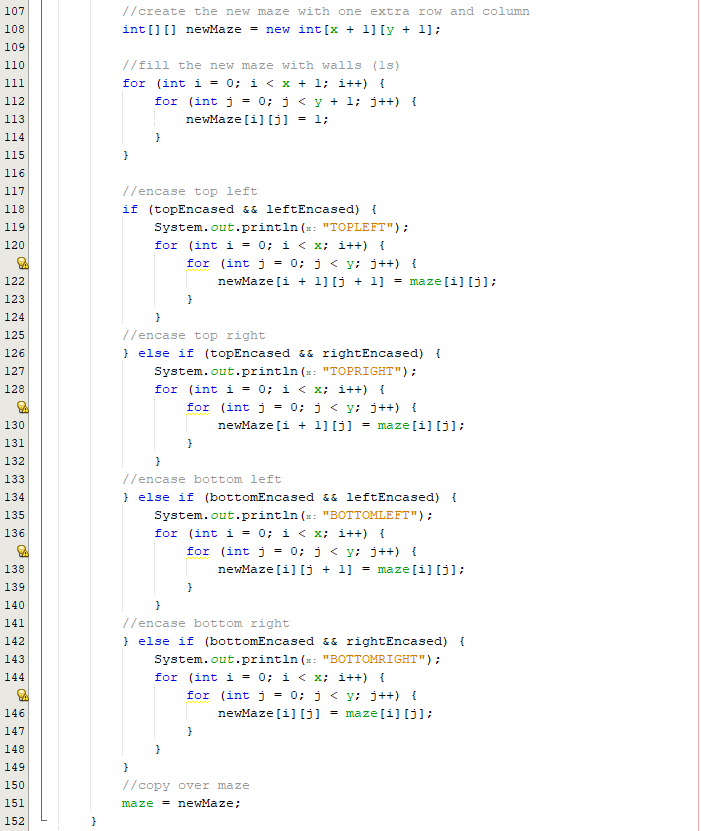 107 //create the new maze with one extra row and column
108 int[][] newMaze = new int[x + 1][y + 1];
109
110 //fill the new maze with walls (1s)
111 for (int i = 0; i < x + 1; i++) {
112 for (int j = 0; j < y + 1; j++) {
113 newMaze[i][j] = 1;
114 }
115 }
116
117 //encase top left
118 if (topEncased && leftEncased) {
119 System.out.println(x: "TOPLEFT");
120 for (int i = 0; i < x; i++) {
for (int j = 0; j < y; j++) {
122 newMaze[i + 1][j + 1] = maze[i][j];
123 }
124 }
125 //encase top right
126 } else if (topEncased && rightEncased) {
127 System.out.println(x: "TOPRIGHT");
128 for (int i = 0; i < x; i++) {
for (int j = 0; j < y; j++) {
130 newMaze[i + 1][j] = maze[i][j];
131 }
132 }
133 //encase bottom left
134 } else if (bottomEncased && leftEncased) {
135 System.out.println(x: "BOTTOMLEFT");
136 for (int i = 0; i < x; i++) {
for (int j = 0; j < y; j++) {
138 newMaze[i][j + 1] = maze[i][j];
139 }
140 }
141 //encase bottom right
142 } else if (bottomEncased && rightEncased) {
143 System.out.println(x: "BOTTOMRIGHT");
144 for (int i = 0; i < x; i++) {
for (int j = 0; j < y; j++) {
146 newMaze[i][j] = maze[i][j];
147 }
148 }
149 }
150 //copy over maze
151 maze = newMaze;
152 }